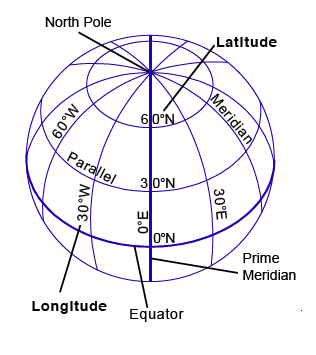 North Pole
Latitude
60°W
Meridian
60°N
Parallel
30°N
30°W
0°E
30°E
0°N
Prime
Meridian
Longitude
Equator